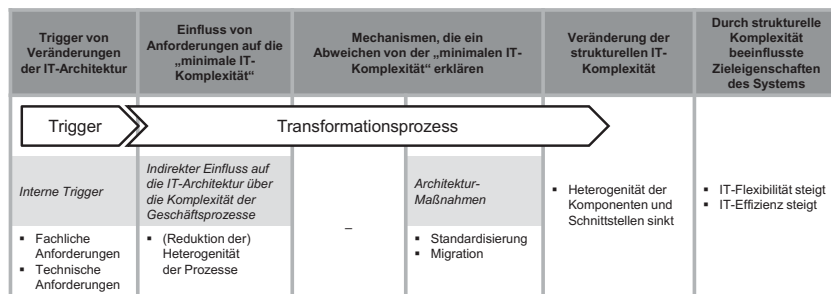 Trigger von
Veränderungen
der IT-Architektur
Einfluss von
Anforderungen auf die
„minimale IT-
Komplexität“
Mechanismen, die ein
Abweichen von der „minimalen IT-
Komplexität“ erklären
Veränderung der
strukturellen IT-
Komplexität
Durch strukturelle
Komplexität
beeinflusste
Zieleigenschaften
des Systems
Trigger
Transformationsprozess
Interne Trigger
Indirekter Einfluss auf
die IT-Architektur über
die Komplexität der
Geschäftsprozesse
Architektur-
Maßnahmen
▪ Fachliche
Anforderungen
▪ Technische
Anforderungen
▪ (Reduktion der)
Heterogenität
der Prozesse
–
▪ Standardisierung
▪ Migration
▪ Heterogenität der
Komponenten und
Schnittstellen sinkt
▪ IT-Flexibilität steigt
▪ IT-Effizienz steigt